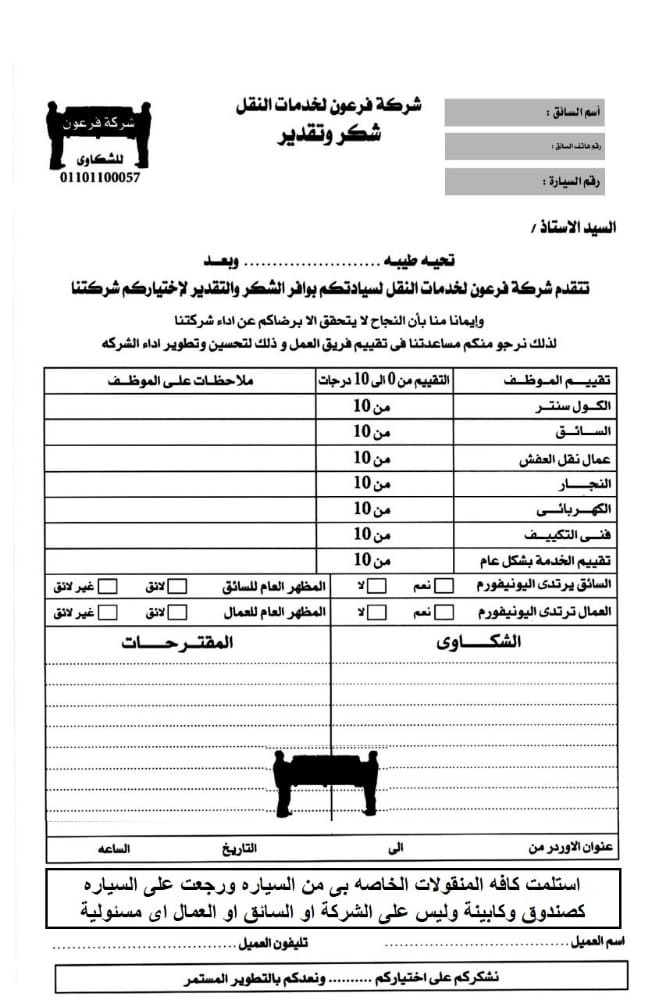 شركة فرعون لخدمات النقل
شكر وتقدير
شركة فرعون
للشكاوى
01101100057
أسم السائق :
رقم هاتف السائق :
رقم السيارة :
السيد الاستاذ /
تحيه طيبه ........................ وبعد
تتقدم شركة فرعون لخدمات النقل لسيادتكم بوافر الشكر والتقدير لإختياركم شركتنا
وإيمانا منا بأن النجاح لا يتحقق الا برضاكم عن اداء شركتنا
لذلك نرجو منكم مساعدتنا فى تقييم فريق العمل و ذلك لتحسين وتطوير اداء الشركه
تقييم الموظف التقييم من 0 الى 10 درجات ملاحظات على الموظف
الكول سنتر من 10
السائق من 10
عمال نقل العفش من 10
النجار من 10
الكهربائى من 10
فنى التكييف من 10
تقييم الخدمة بشكل عام من 10
السائق يرتدى اليونيفورم نعم لا المظهر العام للسائق لائق غير لائق
العمال ترتدى اليونيفورم نعم لا المظهر العام للعمال لائق غير لائق
الشكاوى المقترحات
عنوان الاوردر من الى التاريخ الساعه
استلمت كافه المنقولات الخاصه بى من السياره ورجعت على السياره
كصندوق وكابينة وليس على الشركة او السائق او العمال اى مسئولية
اسم العميل ........................ تليفون العميل ........................
نشكركم على اختياركم .......... ونعدكم بالتطوير المستمر